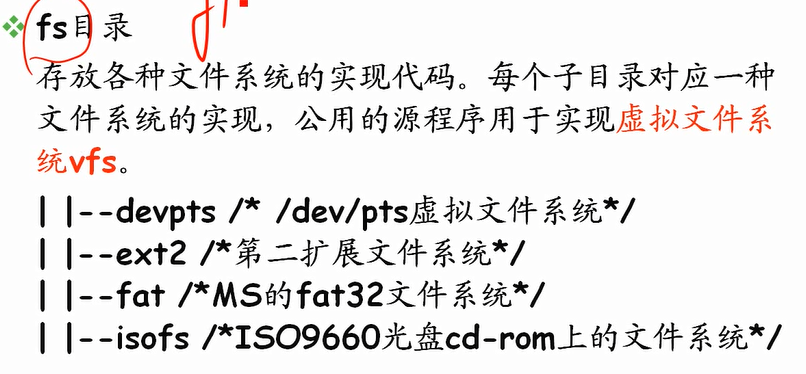 fs目录
存放各种文件系统的实现代码。每个子目录对应一种
文件系统的实现，公用的源程序用于实现虚拟文件系
统vfs。
| |--devpts /* /dev/pts虚拟文件系统*/
| |--ext2 /*第二扩展文件系统*/
| |--fat /*MS的fat32文件系统*/
| |--isofs /*ISO9660光盘cd-rom上的文件系统*/